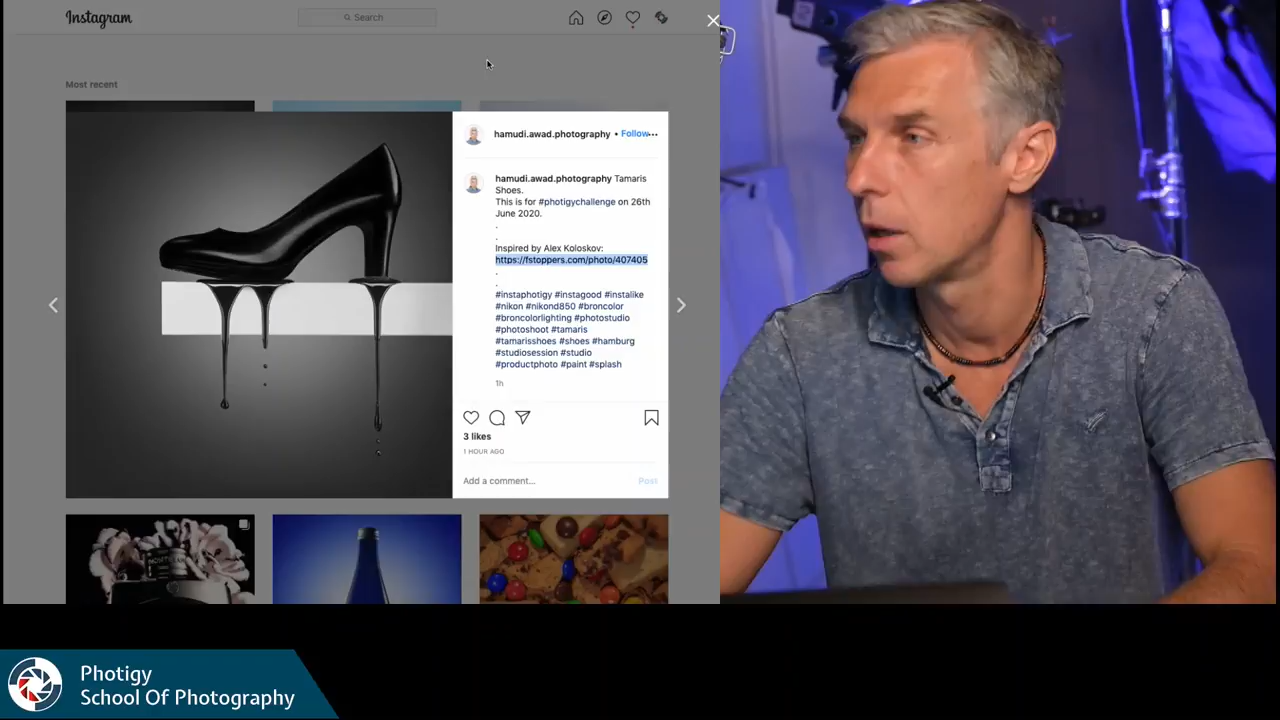 Instagram
Search
Most recent
hamudi.awad.photography • Follow
hamudi.awad.photography Tamaris
Shoes.
This is for #photigychallenge on 26th
June 2020.
.
.
Inspired by Alex Koloskov:
https://fstoppers.com/photo/407405
.
.
#instaphotigy #instagood #instalike
#nikon #nikond850 #broncolor
#broncolorlighting #photostudio
#photoshoot #tamaris
#tamarisshoes #shoes #hamburg
#studiosession #studio
#productphoto #paint #splash
1h
3 likes
1 HOUR AGO
Add a comment...
Post
Photigy
School Of Photography